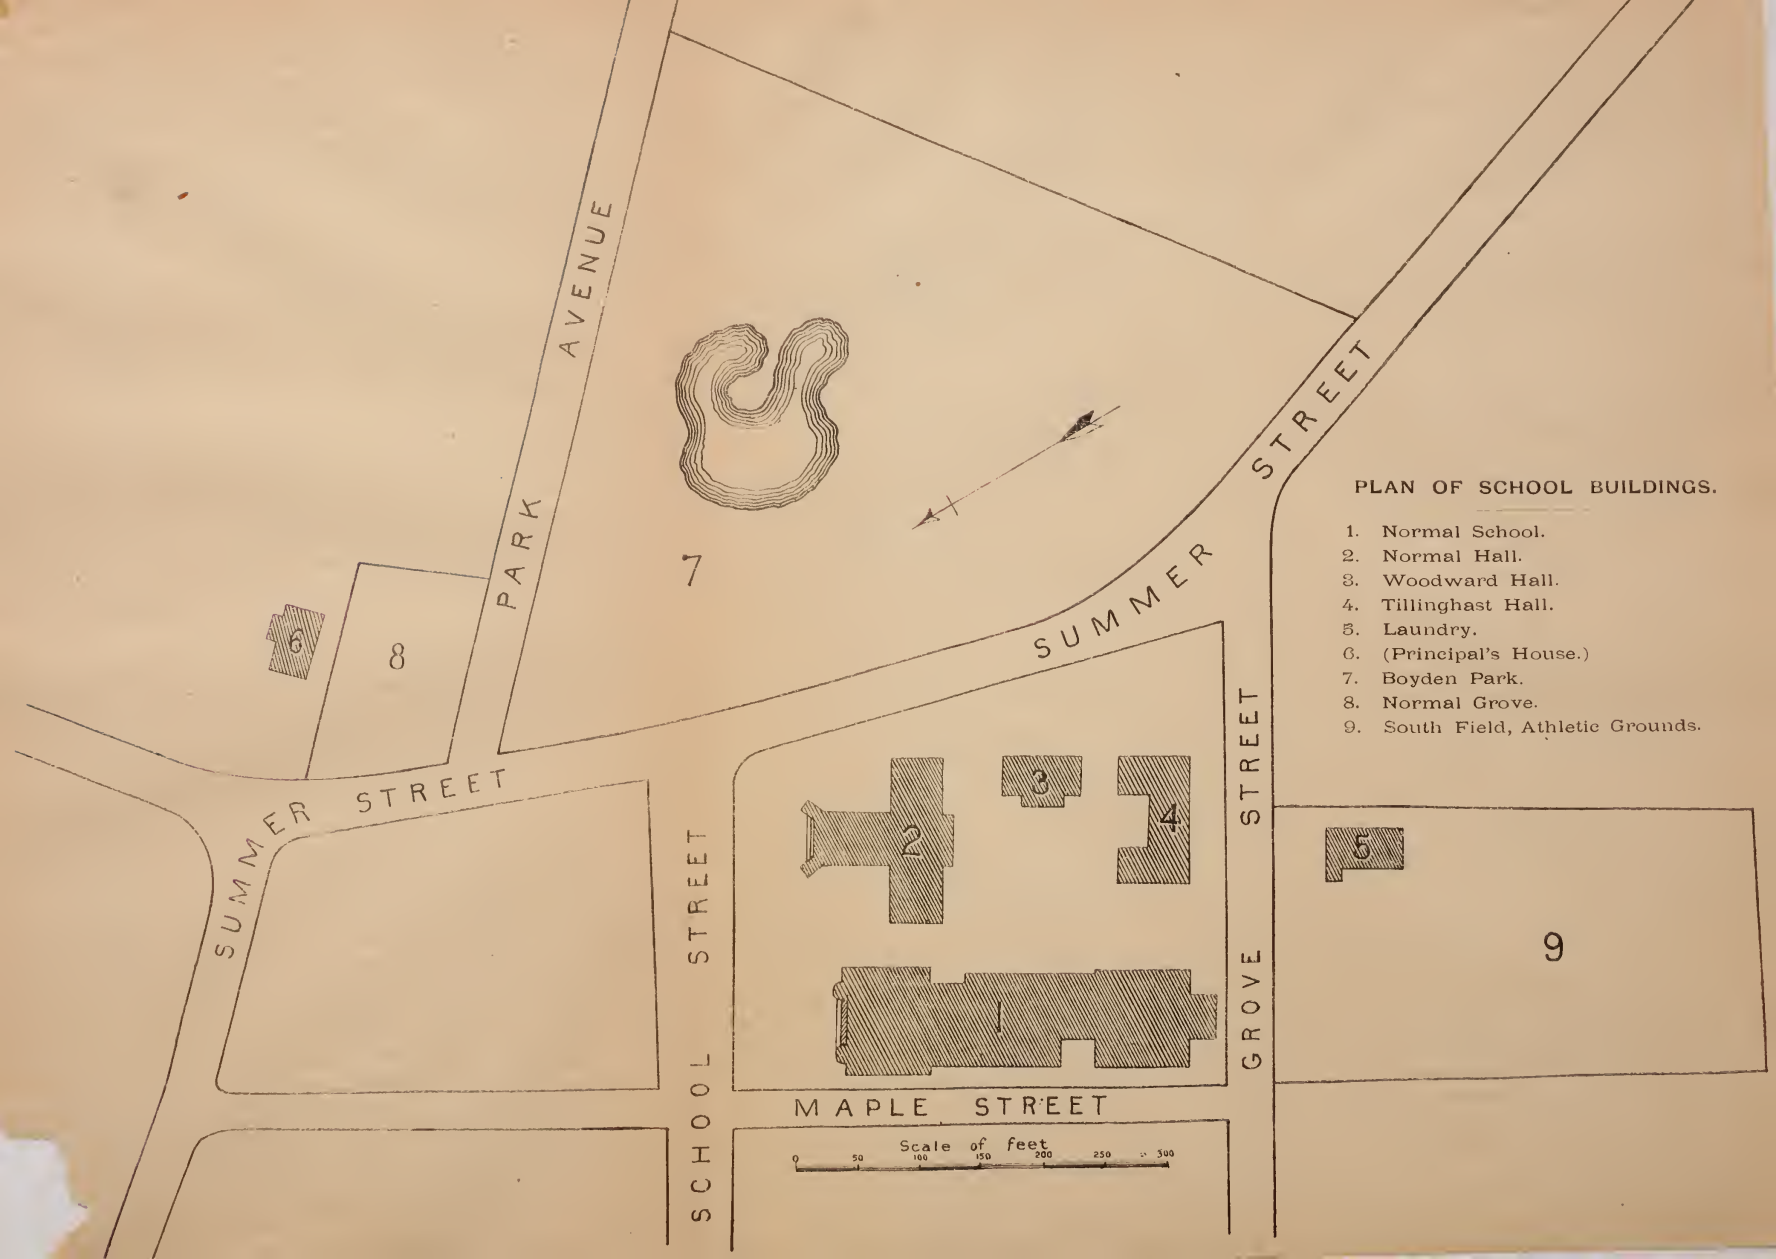 PARK AVENUE
SUMMER STREET
PLAN OF SCHOOL BUILDINGS.
1. Normal School.
2. Normal Hall.
3. Woodward Hall.
4. Tillinghast Hall.
5. Laundry.
6. (Principal's House.)
7. Boyden Park.
8. Normal Grove.
9. South Field, Athletic Grounds.
7
6
8
SUMMER STREET
2
3
4
5
9
1
SCHOOL STREET
GROVE STREET
MAPLE STREET
Scale of feet
0 50 100 150 200 250 300